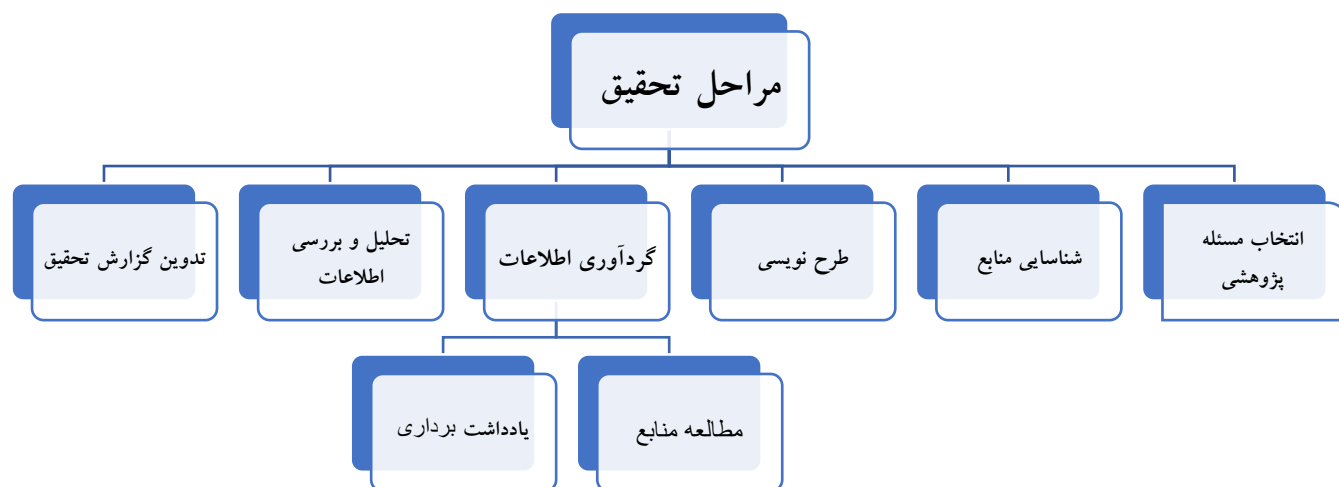 مراحل تحقیق
انتخاب مسئله
پژوهشی
شناسایی منابع
طرح نویسی
گردآوری اطلاعات
تحلیل و بررسی
اطلاعات
تدوین گزارش تحقیق
مطالعه منابع
یادداشت برداری